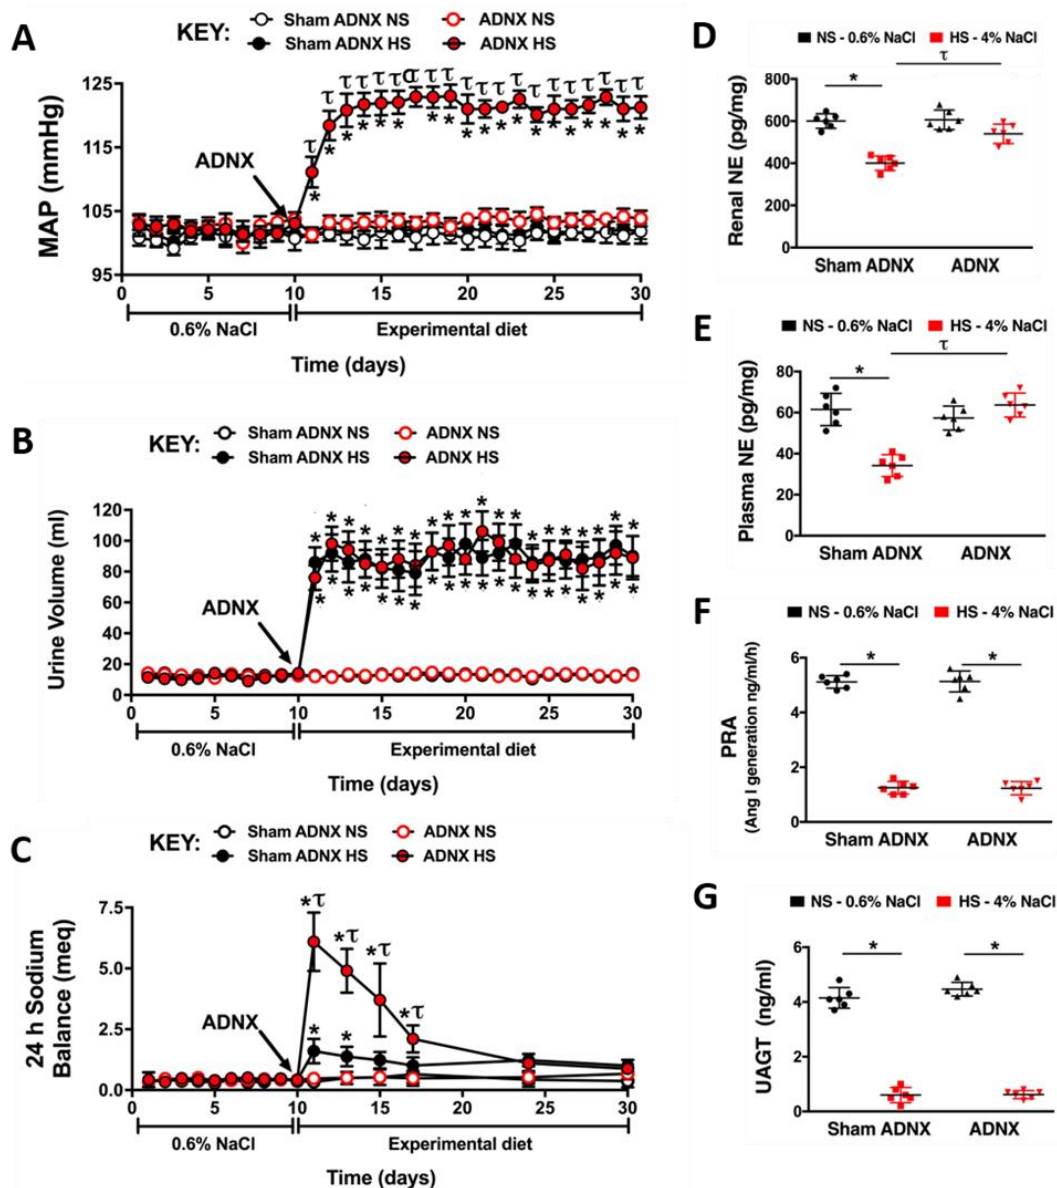 A
KEY:
Sham ADNX NS
ADNX NS
Sham ADNX HS
ADNX HS
MAP (mmHg)
125
115
105
95
τ τ τ τ τ τ τ τ τ τ τ τ τ τ τ τ τ τ τ
* * * * * * * * * * * * * * * * * * *
ADNX
0 5 10 15 20 25 30
0.6% NaCl
Experimental diet
Time (days)
B
KEY:
Sham ADNX NS
ADNX NS
Sham ADNX HS
ADNX HS
Urine Volume (ml)
120
100
80
60
40
20
0
ADNX
0 5 10 15 20 25 30
0.6% NaCl
Experimental diet
Time (days)
C
KEY:
Sham ADNX NS
ADNX NS
Sham ADNX HS
ADNX HS
24 h Sodium
Balance (meq)
7.5
5.0
2.5
0.0
*τ
*τ
*τ
*τ
* *
ADNX
0 5 10 15 20 25 30
0.6% NaCl
Experimental diet
Time (days)
D
NS - 0.6% NaCl
HS - 4% NaCl
τ
*
Renal NE (pg/mg)
800
600
400
200
0
Sham ADNX
ADNX
E
NS - 0.6% NaCl
HS - 4% NaCl
τ
*
Plasma NE (pg/mg)
80
60
40
20
0
Sham ADNX
ADNX
F
NS - 0.6% NaCl
HS - 4% NaCl
* *
PRA
(Ang I generation ng/ml/h)
6
4
2
0
Sham ADNX
ADNX
G
NS - 0.6% NaCl
HS - 4% NaCl
* *
UAGT (ng/ml)
6
4
2
0
Sham ADNX
ADNX